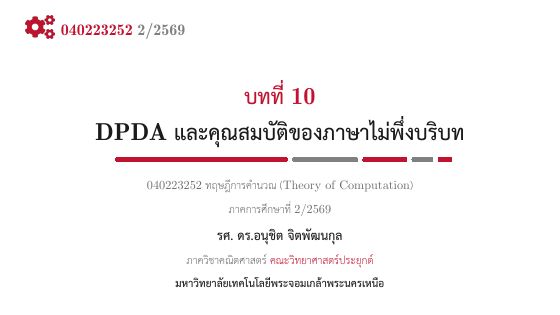 040223252 2/2569
บทที่ 10
DPDA และคุณสมบัติของภาษาไม่พึ่งบริบท
040223252 ทฤษฎีการคำนวณ (Theory of Computation)
ภาคการศึกษาที่ 2/2569
รศ. ดร.อนุชิต จิตพัฒนกุล
ภาควิชาคณิตศาสตร์ คณะวิทยาศาสตร์ประยุกต์
มหาวิทยาลัยเทคโนโลยีพระจอมเกล้าพระนครเหนือ